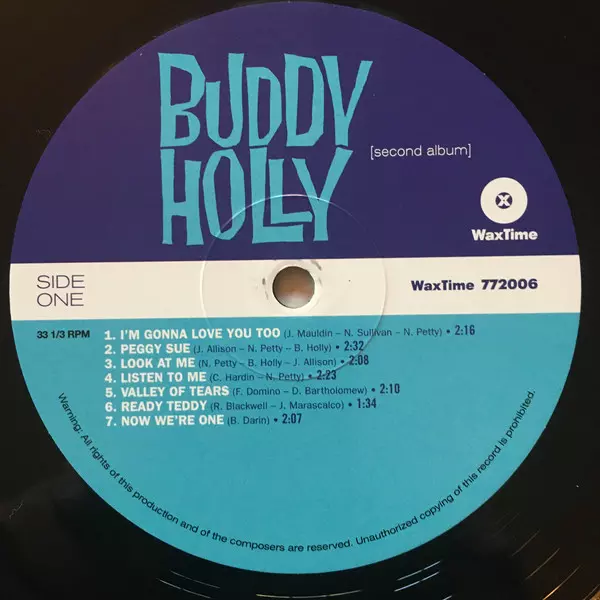 BUDDY
HOLLY
[second album]
WaxTime
SIDE
ONE
WaxTime 772006
33 1/3 RPM
1. I'M GONNA LOVE YOU TOO (J. Mauldin – N. Sullivan – N. Petty) • 2:16
2. PEGGY SUE (J. Allison – N. Petty – B. Holly) • 2:32
3. LOOK AT ME (N. Petty – B. Holly – J. Allison) • 2:08
4. LISTEN TO ME (C. Hardin – N. Petty) • 2:23
5. VALLEY OF TEARS (F. Domino – D. Bartholomew) • 2:10
6. READY TEDDY (R. Blackwell – J. Marascalco) • 1:34
7. NOW WE'RE ONE (B. Darin) • 2:07
Warning: All rights of this production and of the composers are reserved. Unauthorized copying of this record is prohibited.